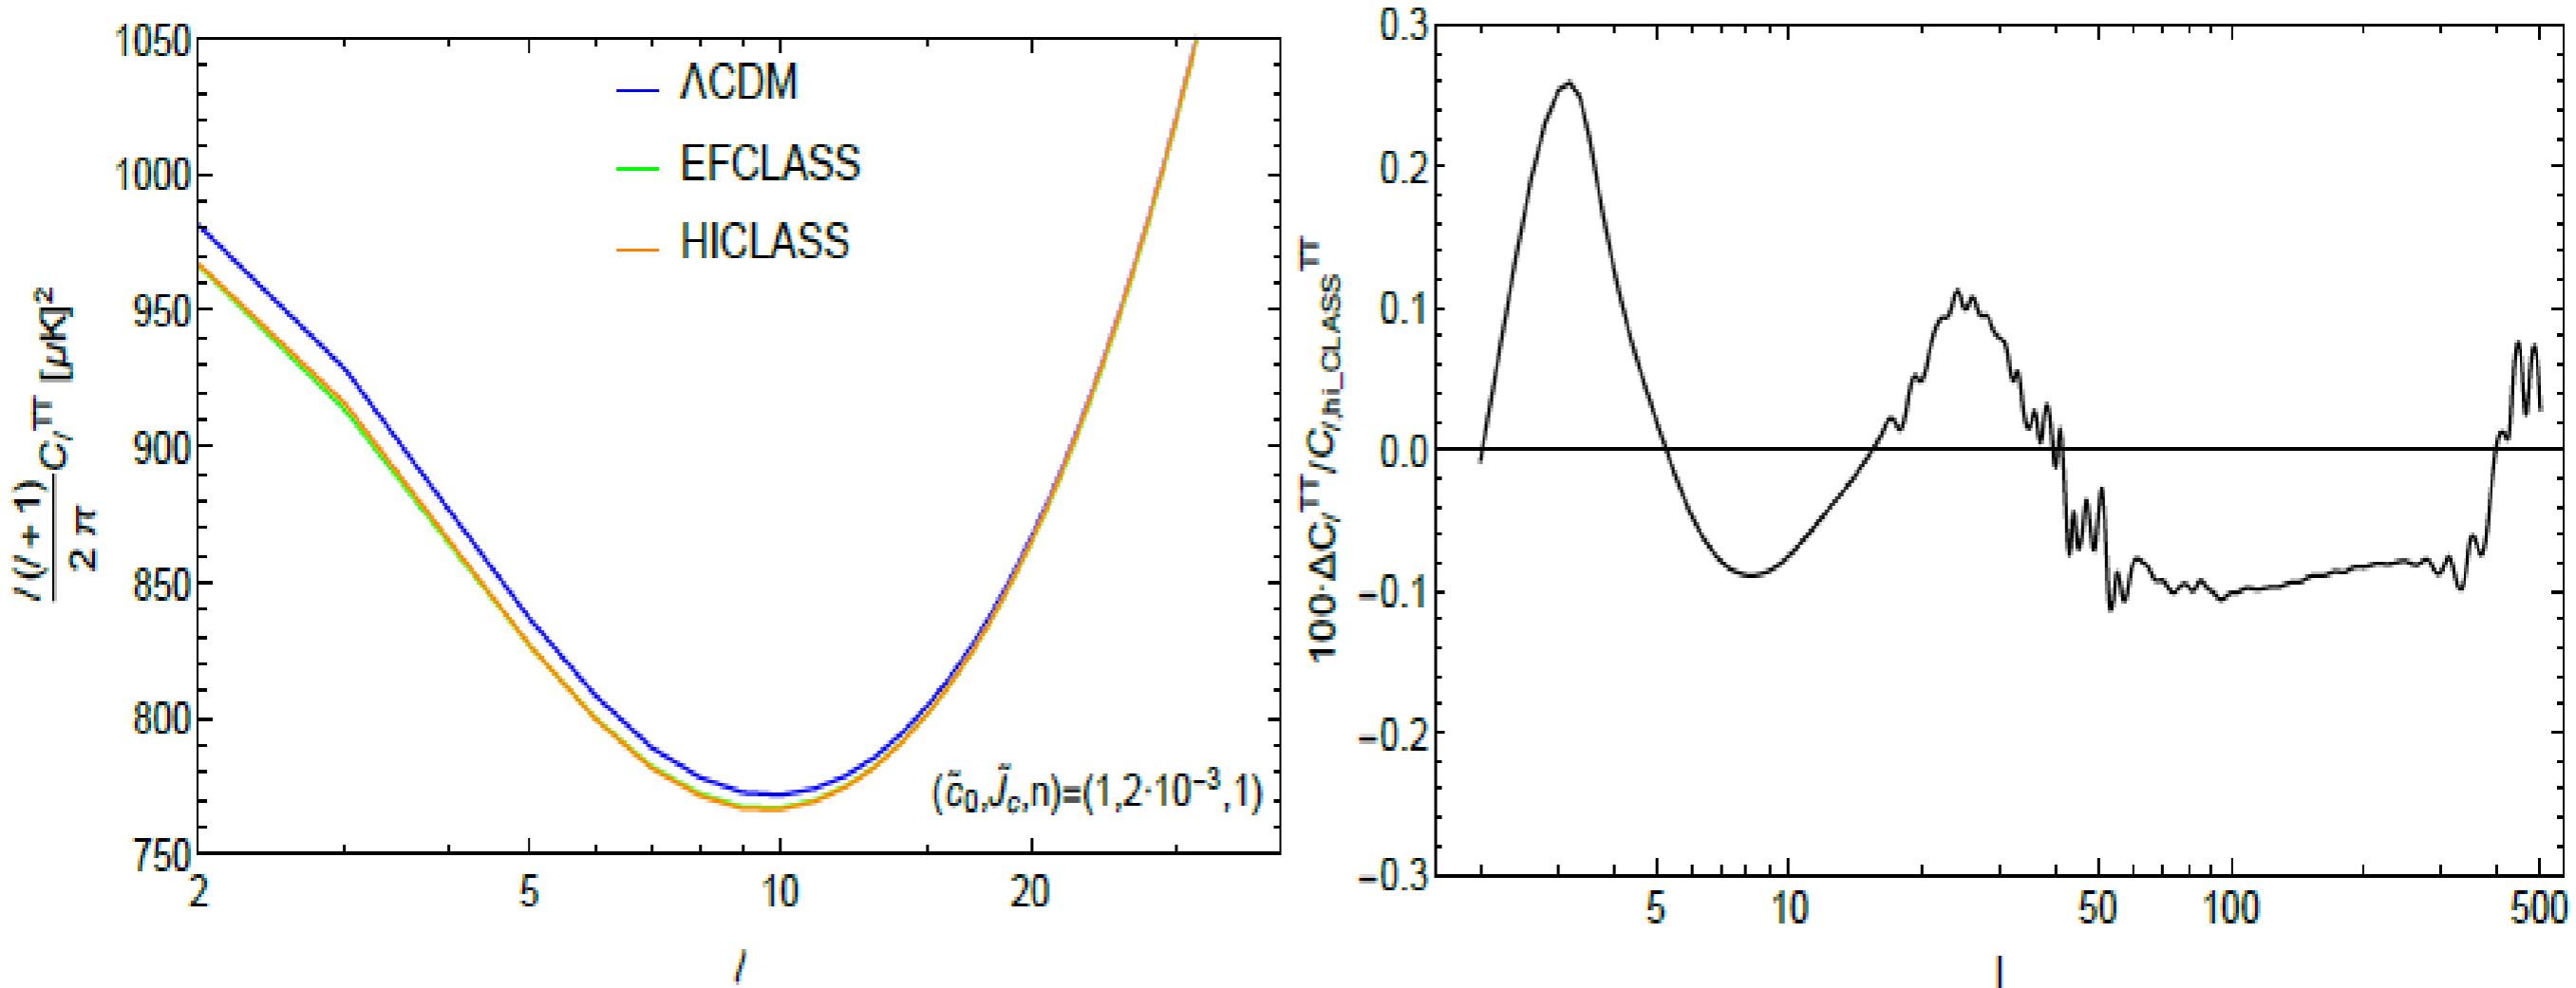 1050
1000
950
900
850
800
750
2
5
10
20
l
l(l+1)/2π C_l^TT [μK]²
ΛCDM
EFCLASS
HICLASS
(c̃₀,J̃_c,n)=(1,2·10⁻³,1)
0.3
0.2
0.1
0.0
−0.1
−0.2
−0.3
5
10
50
100
500
l
100·ΔC_l^TT/C_l,hi_CLASS^TT